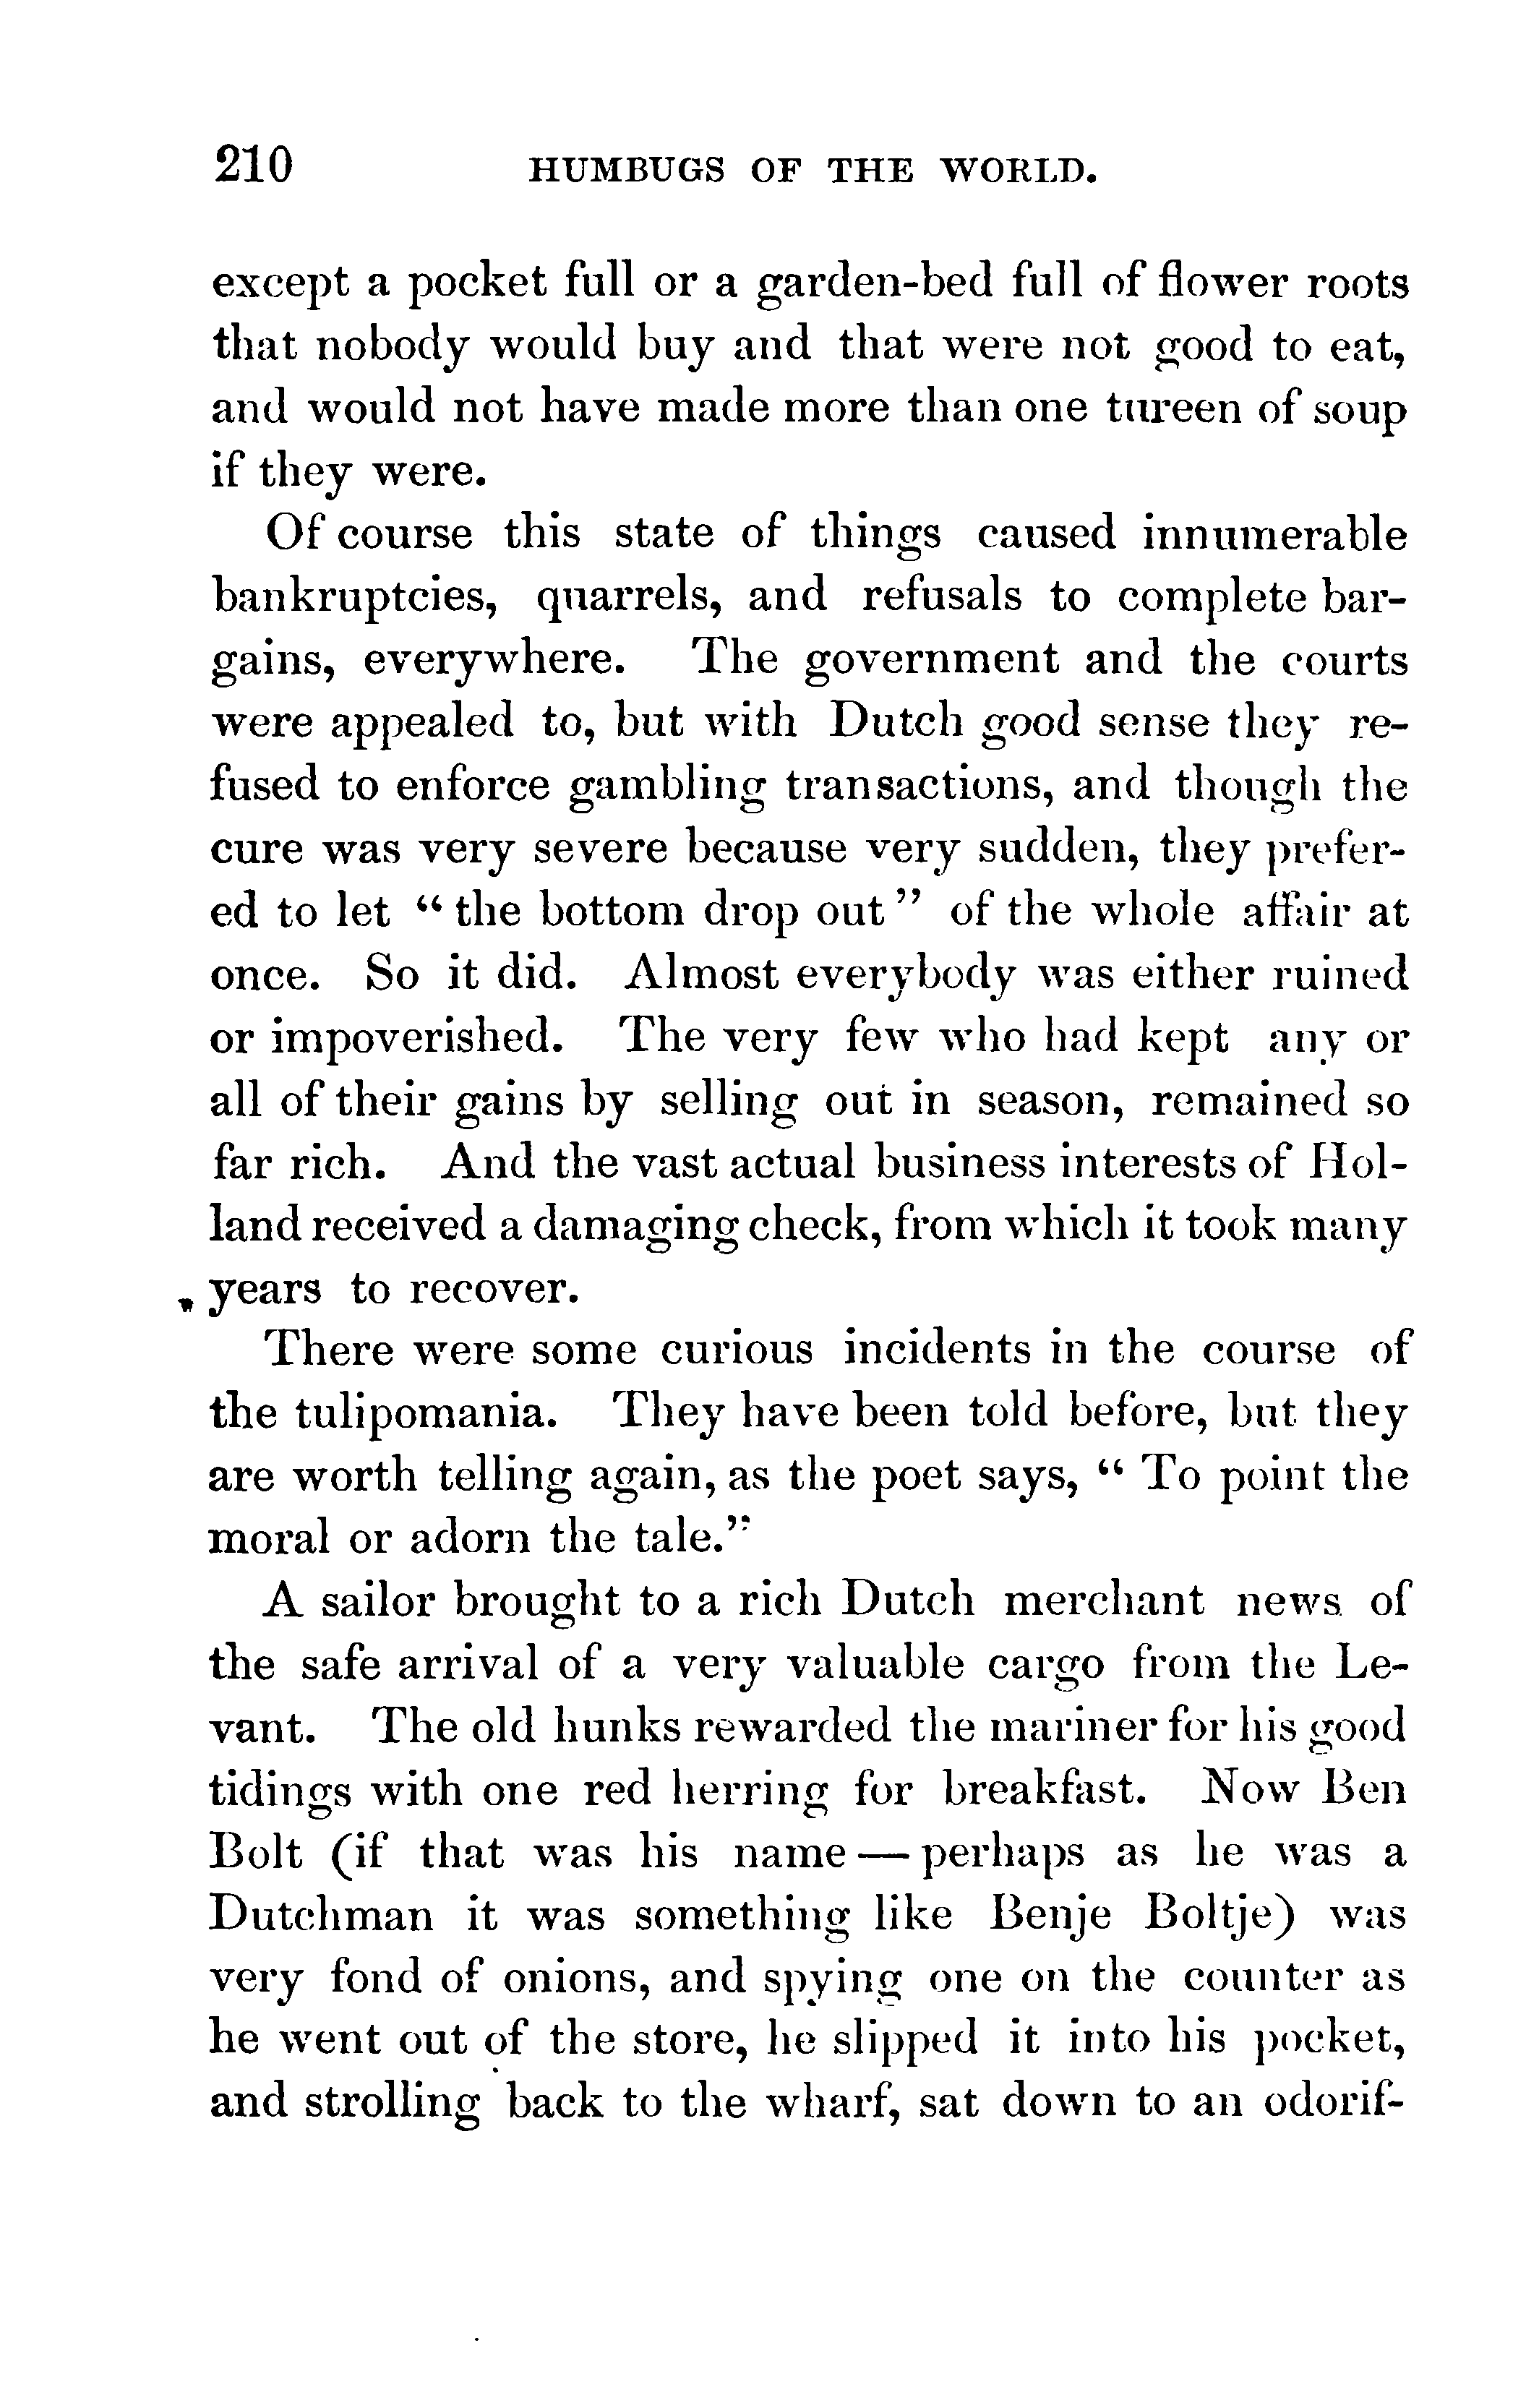 210 HUMBUGS OF THE WORLD.
except a pocket full or a garden-bed full of flower roots
that nobody would buy and that were not good to eat,
and would not have made more than one tureen of soup
if they were.
Of course this state of things caused innumerable
bankruptcies, quarrels, and refusals to complete bar-
gains, everywhere. The government and the courts
were appealed to, but with Dutch good sense they re-
fused to enforce gambling transactions, and though the
cure was very severe because very sudden, they prefer-
ed to let “ the bottom drop out ” of the whole affair at
once. So it did. Almost everybody was either ruined
or impoverished. The very few who had kept any or
all of their gains by selling out in season, remained so
far rich. And the vast actual business interests of Hol-
land received a damaging check, from which it took many
years to recover.
There were some curious incidents in the course of
the tulipomania. They have been told before, but they
are worth telling again, as the poet says, “ To point the
moral or adorn the tale.”
A sailor brought to a rich Dutch merchant news of
the safe arrival of a very valuable cargo from the Le-
vant. The old hunks rewarded the mariner for his good
tidings with one red herring for breakfast. Now Ben
Bolt (if that was his name — perhaps as he was a
Dutchman it was something like Benje Boltje) was
very fond of onions, and spying one on the counter as
he went out of the store, he slipped it into his pocket,
and strolling back to the wharf, sat down to an odorif-